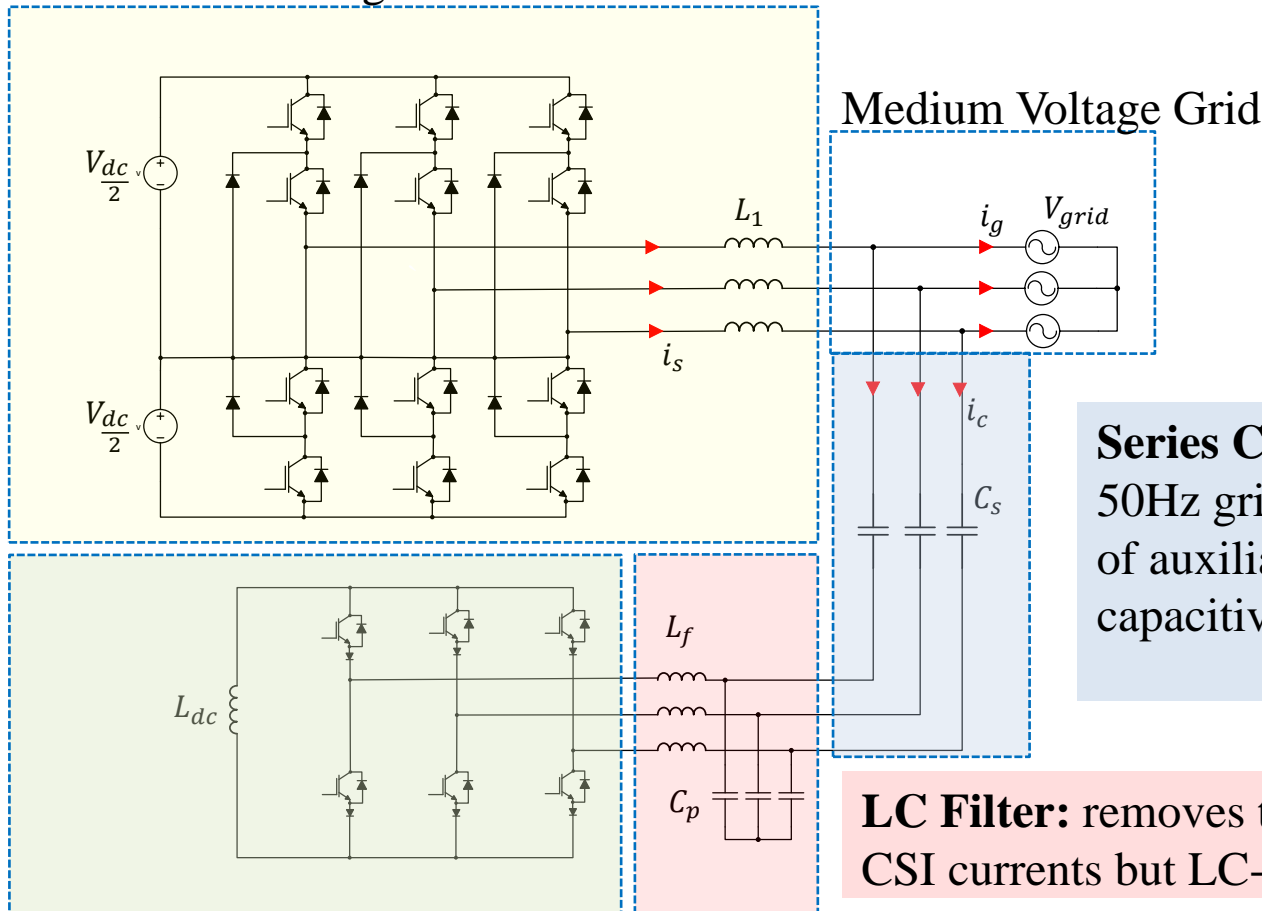 Medium Voltage Grid
V_dc/2
+
v
−
L_1
i_g
V_grid
i_s
V_dc/2
+
v
−
i_c
C_s
Series C
50Hz gri
of auxilia
capacitiv
L_f
L_dc
C_p
LC Filter: removes t
CSI currents but LC-